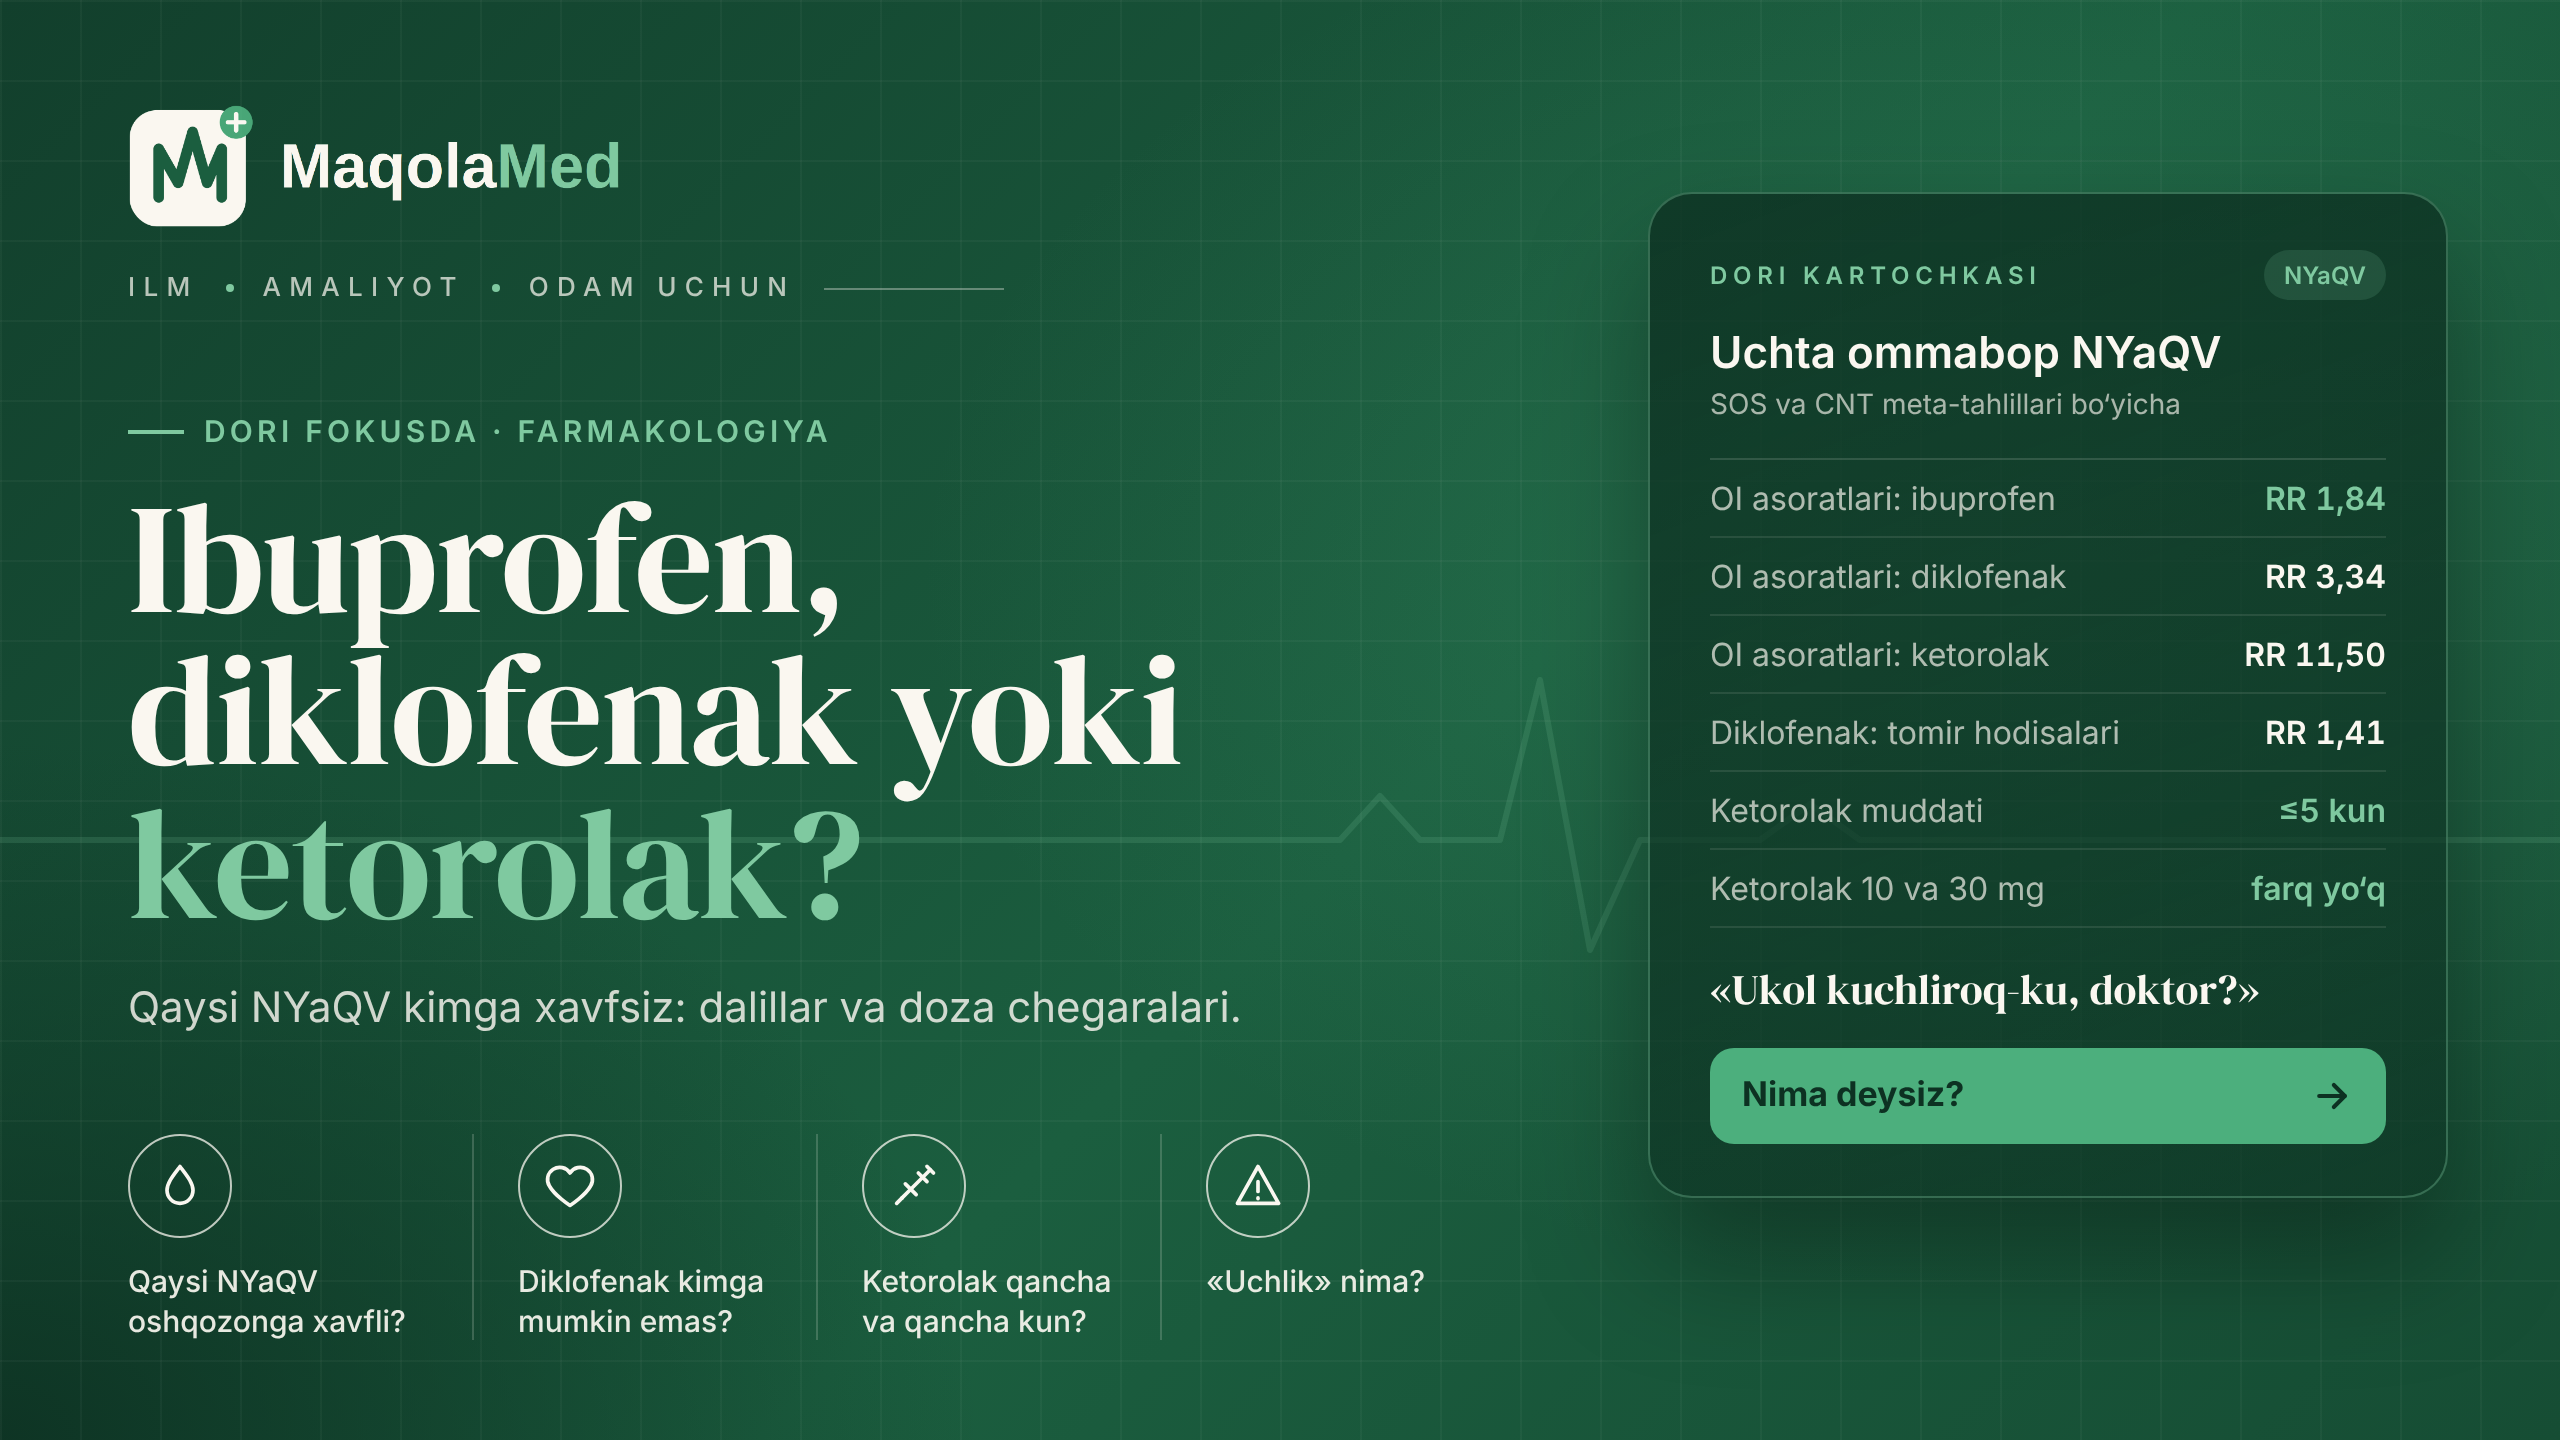 MaqolaMed
ILM • AMALIYOT • ODAM UCHUN
DORI FOKUSDA · FARMAKOLOGIYA
Ibuprofen,
diklofenak yoki
ketorolak?
Qaysi NYaQV kimga xavfsiz: dalillar va doza chegaralari.
Qaysi NYaQV
oshqozonga xavfli?
Diklofenak kimga
mumkin emas?
Ketorolak qancha
va qancha kun?
«Uchlik» nima?
DORI KARTOCHKASI NYaQV
Uchta ommabop NYaQV
SOS va CNT meta-tahlillari bo‘yicha
OI asoratlari: ibuprofen RR 1,84
OI asoratlari: diklofenak RR 3,34
OI asoratlari: ketorolak RR 11,50
Diklofenak: tomir hodisalari RR 1,41
Ketorolak muddati ≤5 kun
Ketorolak 10 va 30 mg farq yo‘q
«Ukol kuchliroq-ku, doktor?»
Nima deysiz? →